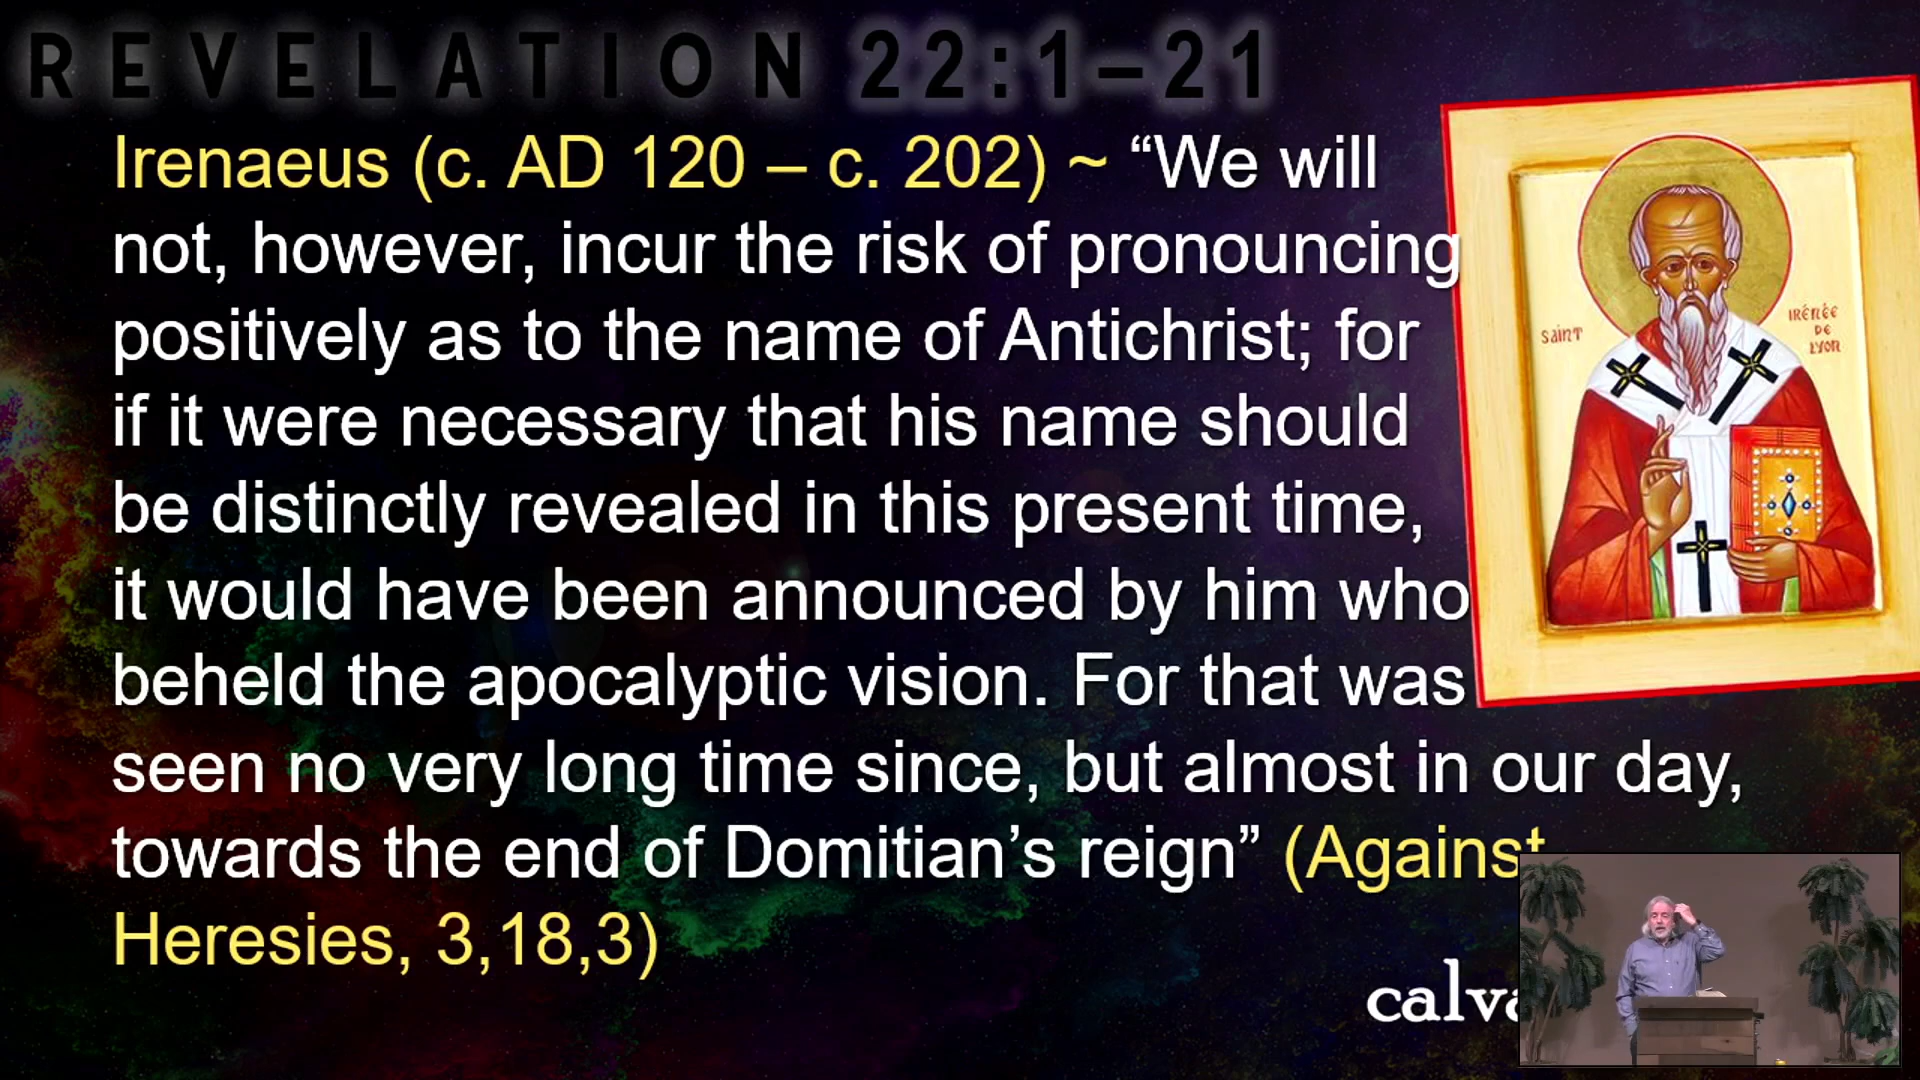 REVELATION 22:1–21
Irenaeus (c. AD 120 – c. 202) ~ “We will
not, however, incur the risk of pronouncing
positively as to the name of Antichrist; for
if it were necessary that his name should
be distinctly revealed in this present time,
it would have been announced by him who
beheld the apocalyptic vision. For that was
seen no very long time since, but almost in our day,
towards the end of Domitian’s reign” (Against
Heresies, 3,18,3)
SAINT
IRÉNÉE
DE
LYON